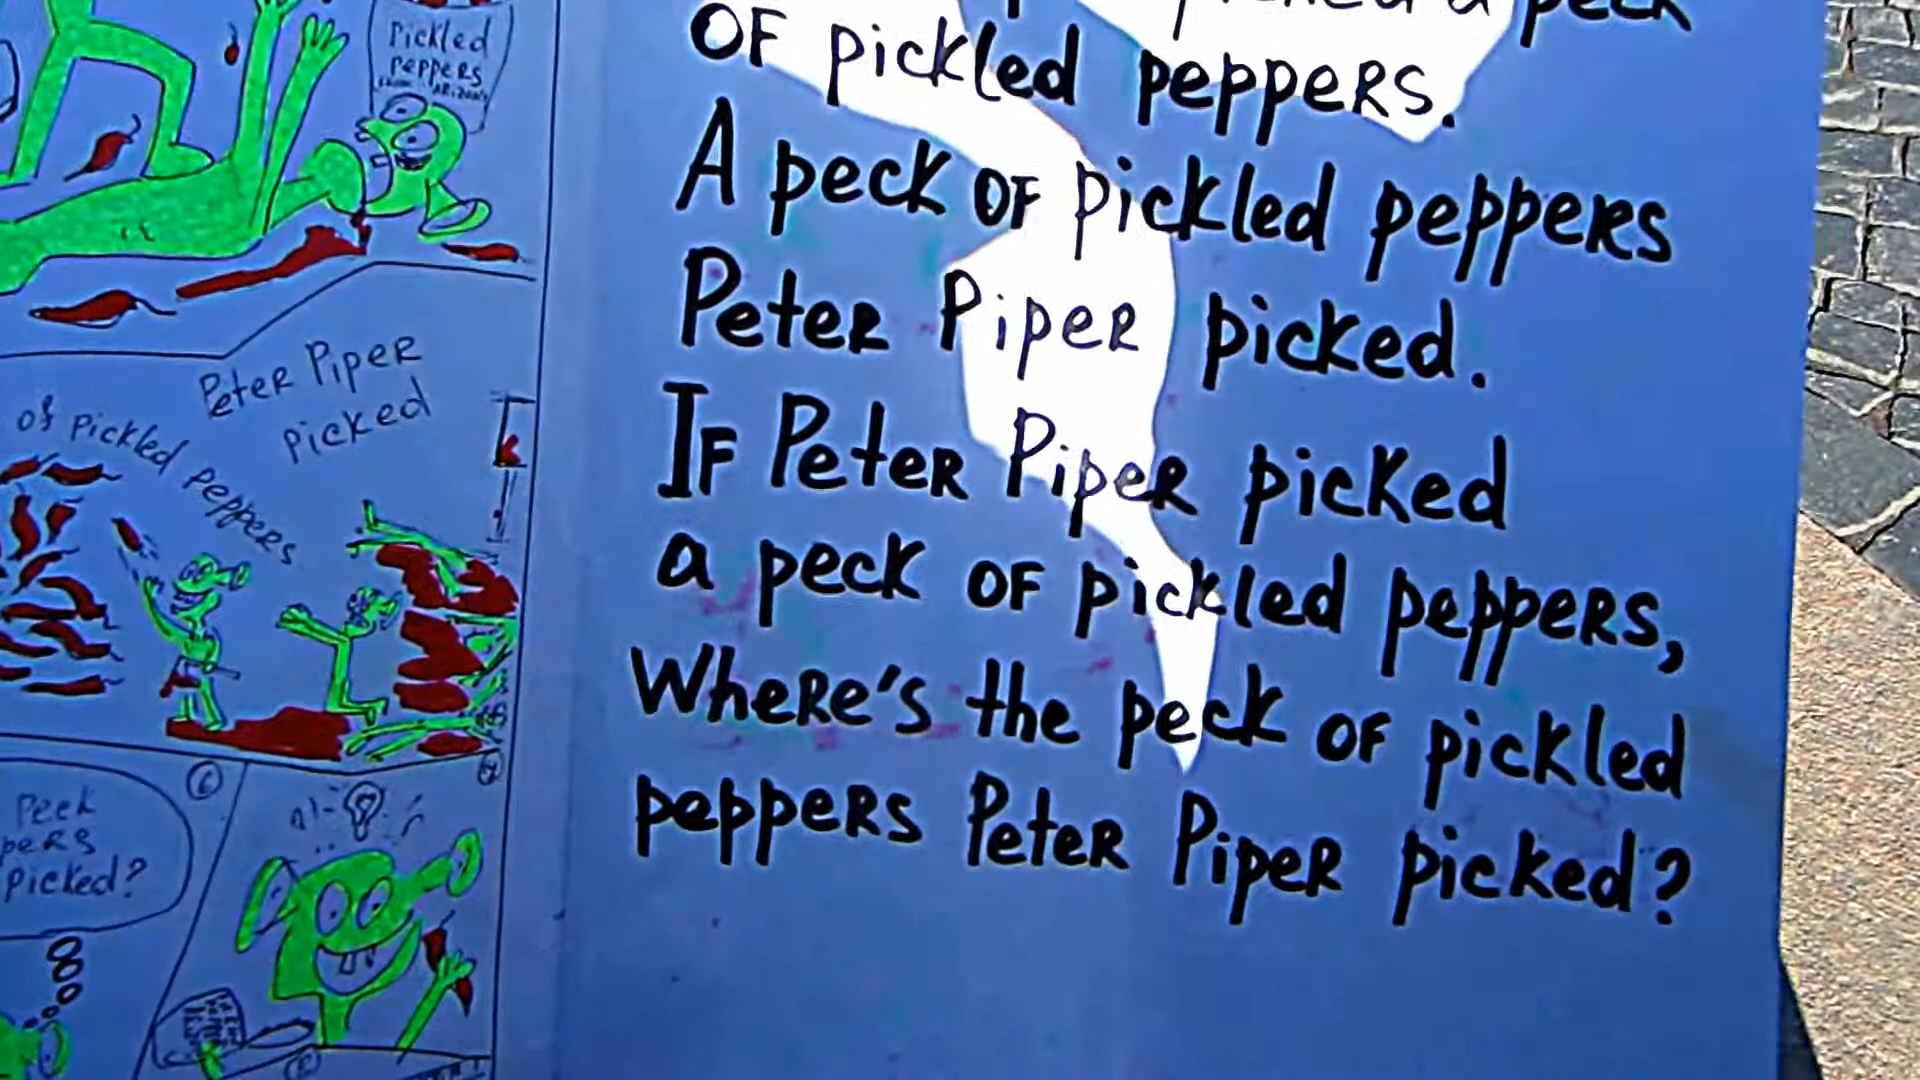 Pickled
peppers
Peter Piper
picked
of pickled peppers
Peck
picked?
peck
OF pickled peppers.
A peck OF pickled peppers
Peter Piper picked.
IF Peter Piper picked
a peck OF pickled peppers,
Where's the peck OF pickled
peppers Peter Piper picked?